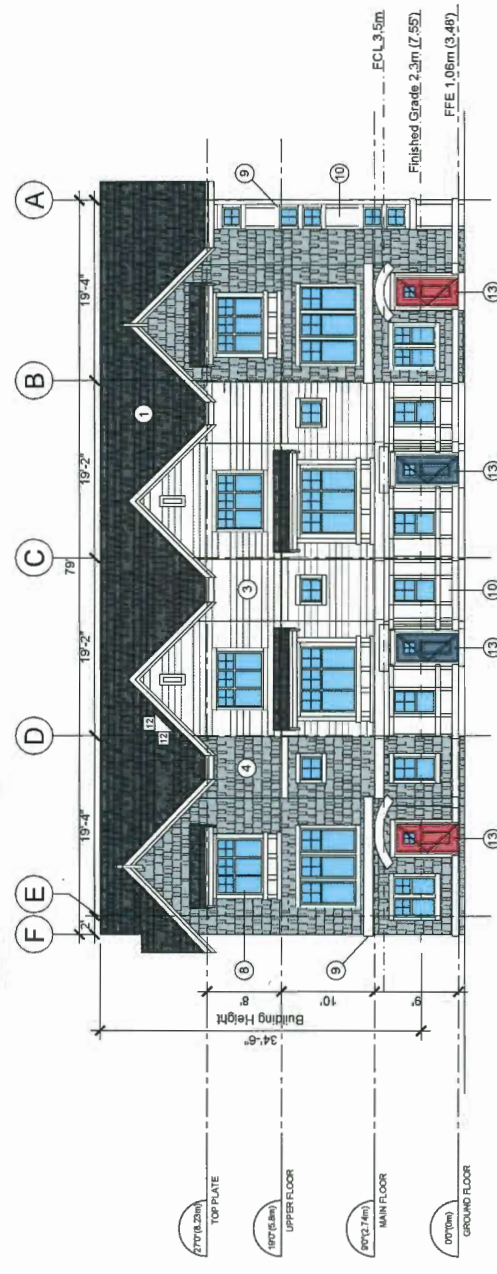 F
E
D
C
B
A
79'
2'
19'-4"
19'-2"
19'-2"
19'-4"
1
12
12
3
4
8
9
9
10
10
13
13
13
13
34'-6"
Building Height
8'
10'
9'
27'0"(8.23m)
TOP PLATE
19'0"(5.8m)
UPPER FLOOR
9'0"(2.74m)
MAIN FLOOR
0'0"(0m)
GROUND FLOOR
FCL 3.5m
Finished Grade 2.3m (7.55')
FFE 1.06m (3.48')